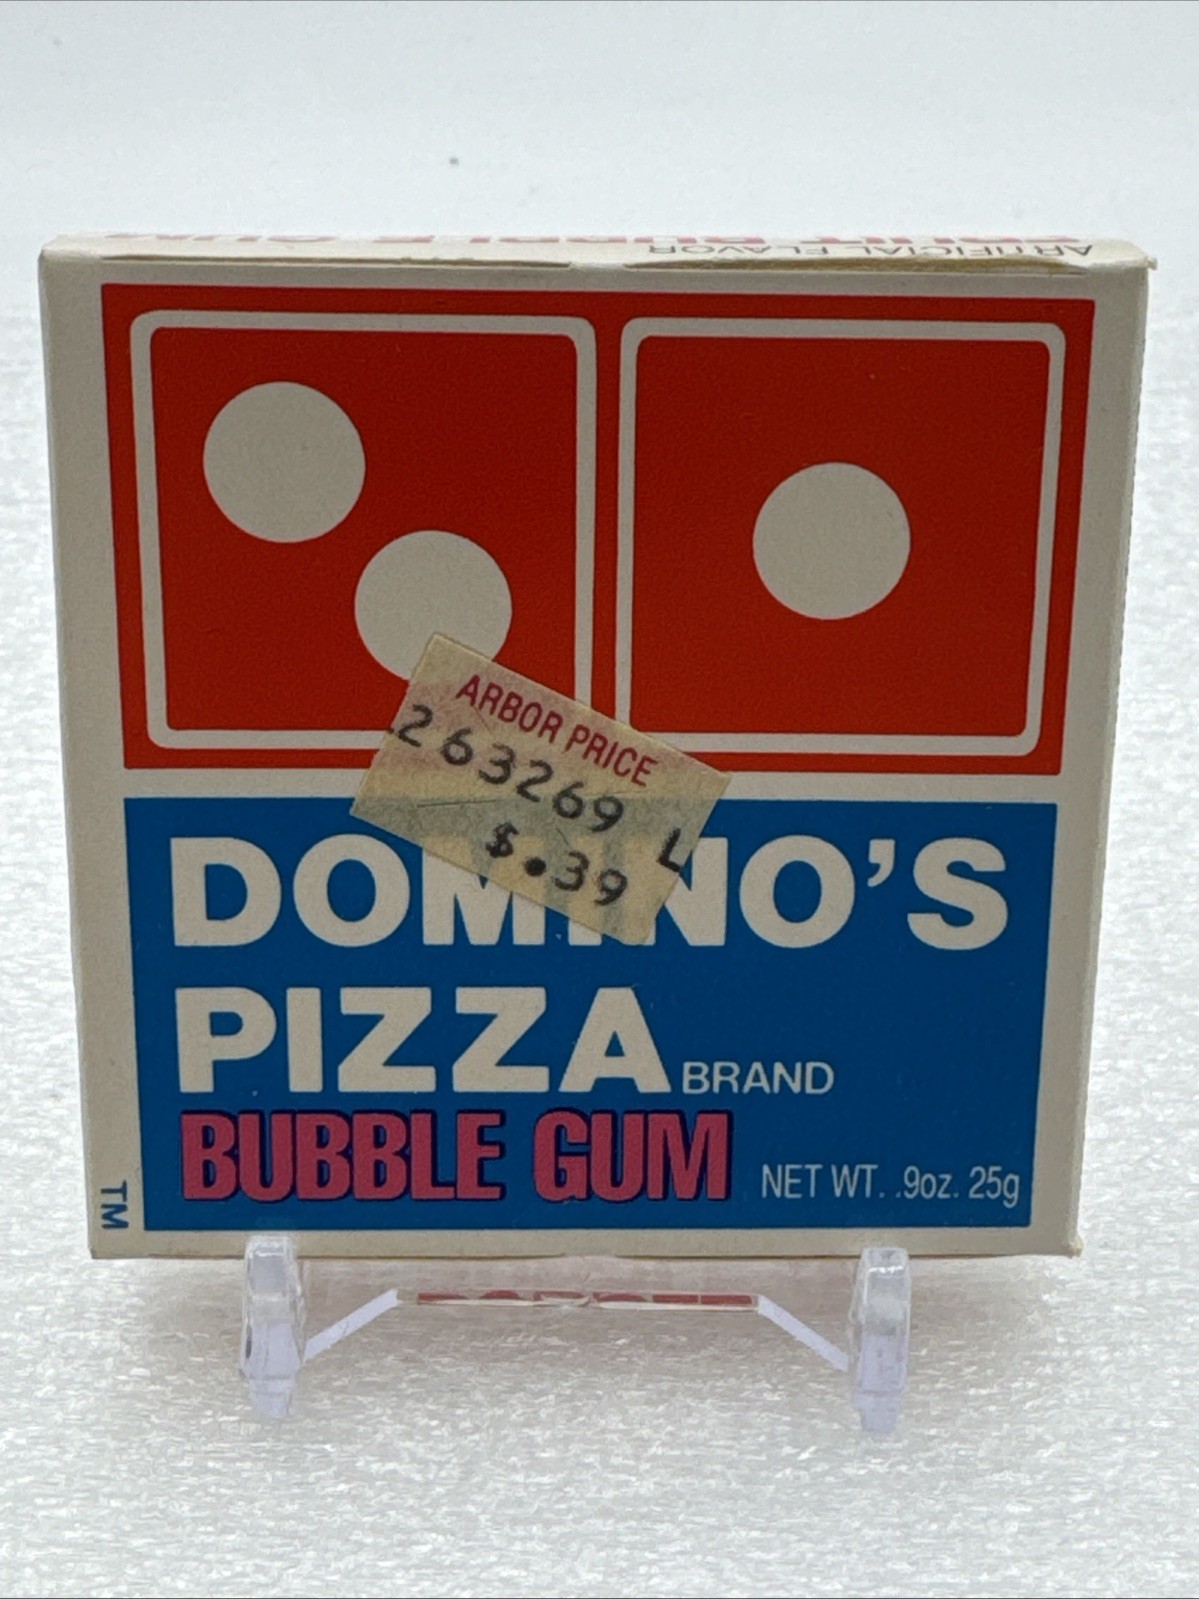 ARTIFICIAL FLAVOR
ARBOR PRICE
263269 L
$.39
DOMINO'S
PIZZA BRAND
BUBBLE GUM
NET WT. .9oz. 25g
TM